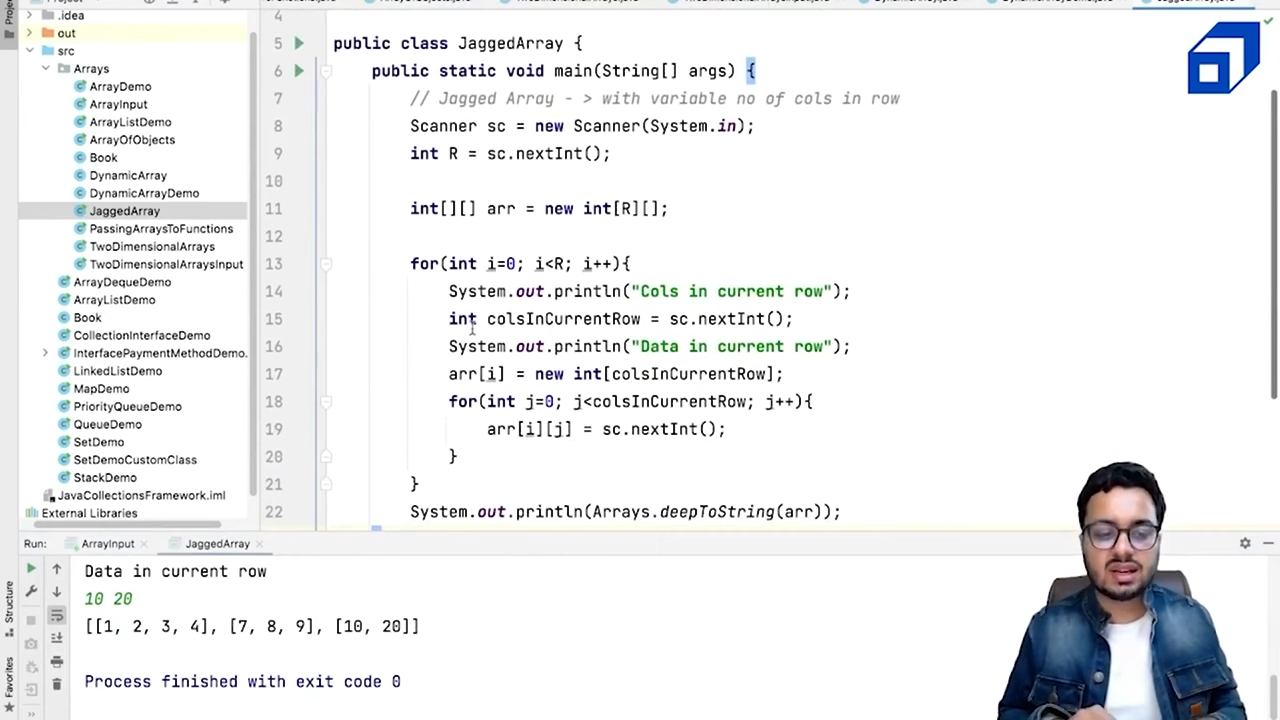 .idea
out
src
Arrays
ArrayDemo
ArrayInput
ArrayListDemo
ArrayOfObjects
Book
DynamicArray
DynamicArrayDemo
JaggedArray
PassingArraysToFunctions
TwoDimensionalArrays
TwoDimensionalArraysInput
ArrayDequeDemo
ArrayListDemo
Book
CollectionInterfaceDemo
InterfacePaymentMethodDemo.
LinkedListDemo
MapDemo
PriorityQueueDemo
QueueDemo
SetDemo
SetDemoCustomClass
StackDemo
JavaCollectionsFramework.iml
External Libraries
4
5 public class JaggedArray {
6 public static void main(String[] args) {
7 // Jagged Array - > with variable no of cols in row
8 Scanner sc = new Scanner(System.in);
9 int R = sc.nextInt();
10
11 int[][] arr = new int[R][];
12
13 for(int i=0; i<R; i++){
14 System.out.println("Cols in current row");
15 int colsInCurrentRow = sc.nextInt();
16 System.out.println("Data in current row");
17 arr[i] = new int[colsInCurrentRow];
18 for(int j=0; j<colsInCurrentRow; j++){
19 arr[i][j] = sc.nextInt();
20 }
21 }
22 System.out.println(Arrays.deepToString(arr));
Run: ArrayInput JaggedArray
Data in current row
10 20
[[1, 2, 3, 4], [7, 8, 9], [10, 20]]
Process finished with exit code 0
Structure
Favorites